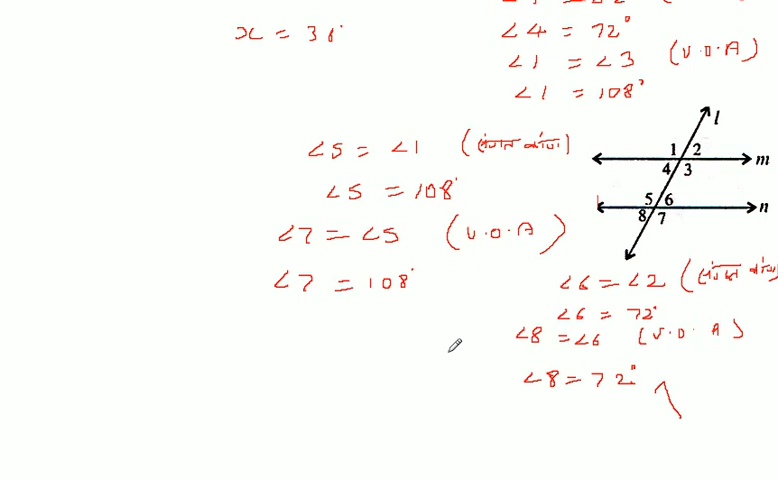 x = 36°
∠4 = 72°
∠1 = ∠3 (V.O.A)
∠1 = 108°
∠5 = ∠1
∠5 = 108°
∠7 = ∠5 (V.O.A)
∠7 = 108°
l
1 2 m
4 3
5 6
8 7 n
∠6 = ∠2
∠6 = 72°
∠8 = ∠6 (V.O.A)
∠8 = 72°